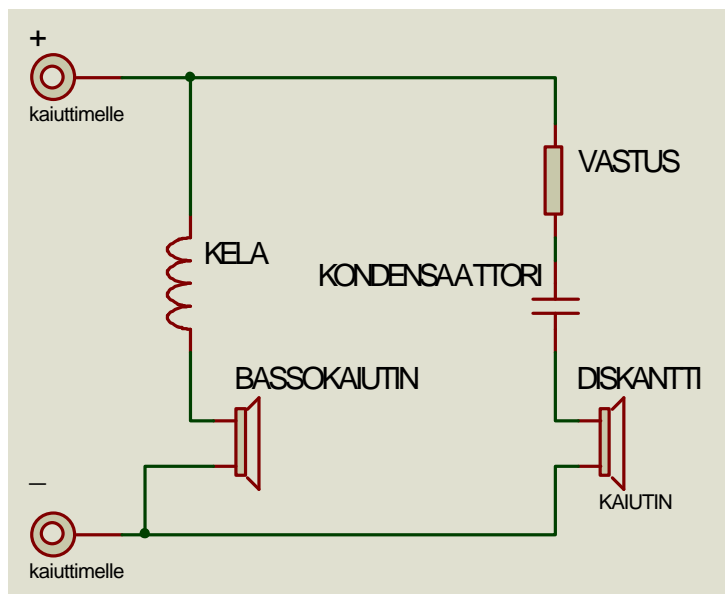 +
kaiuttimelle
VASTUS
KELA
KONDENSAATTORI
BASSOKAIUTIN
DISKANTTI
KAIUTIN
–
kaiuttimelle